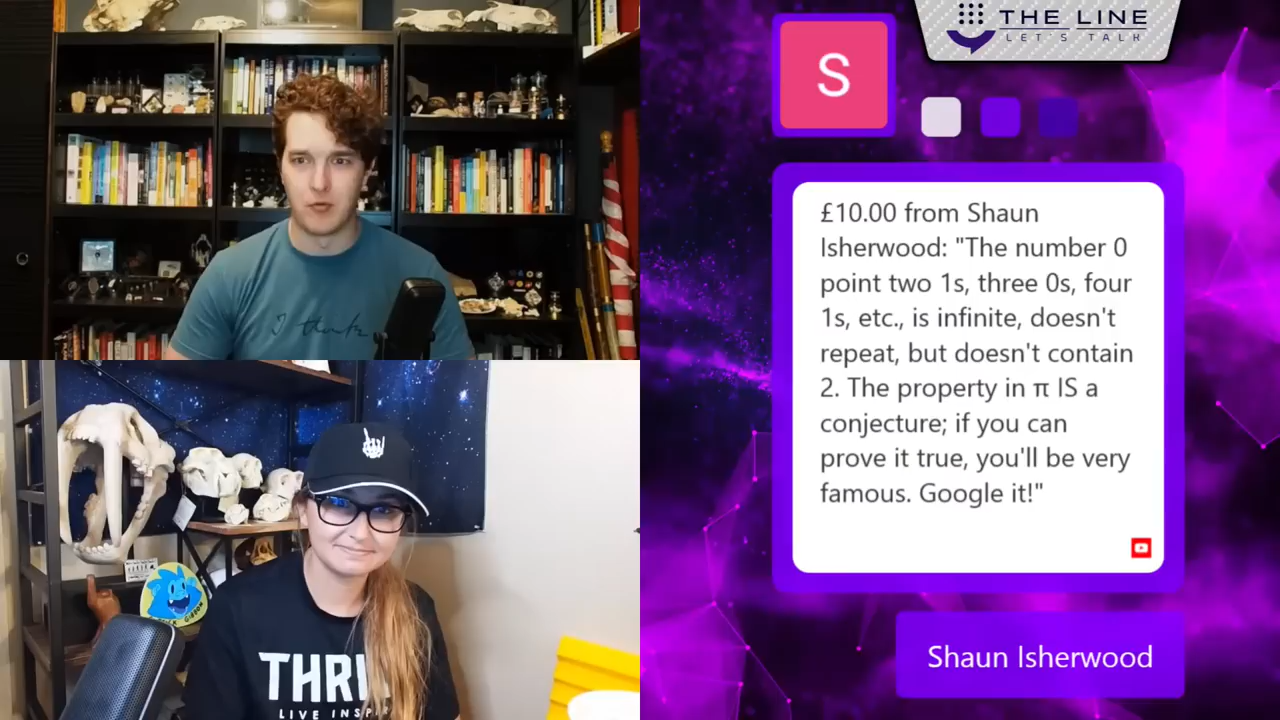 THE LINE
LET'S TALK
S
£10.00 from Shaun
Isherwood: "The number 0
point two 1s, three 0s, four
1s, etc., is infinite, doesn't
repeat, but doesn't contain
2. The property in π IS a
conjecture; if you can
prove it true, you'll be very
famous. Google it!"
Shaun Isherwood
I think
LIVE INSPIR